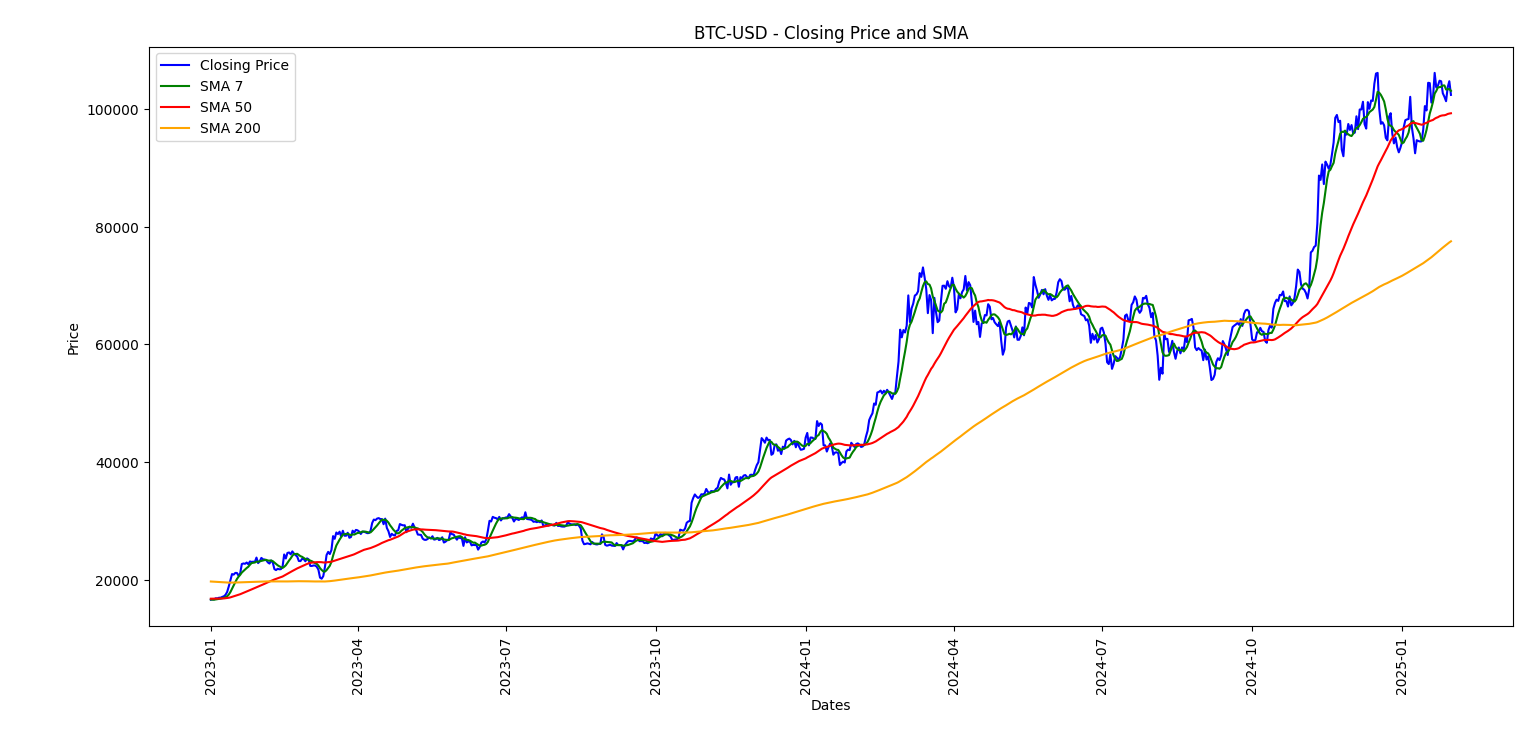 BTC-USD - Closing Price and SMA
Closing Price
SMA 7
SMA 50
SMA 200
Price
100000
80000
60000
40000
20000
2023-01
2023-04
2023-07
2023-10
2024-01
2024-04
2024-07
2024-10
2025-01
Dates